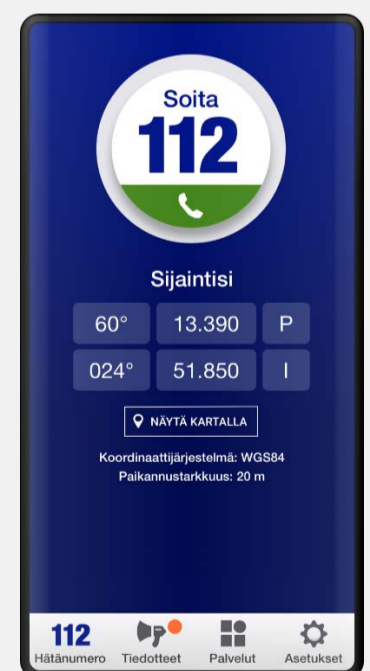 Soita
112
Sijaintisi
60° 13.390 P
024° 51.850 I
NÄYTÄ KARTALLA
Koordinaattijärjestelmä: WGS84
Paikannustarkkuus: 20 m
112
Hätänumero Tiedotteet Palvelut Asetukset